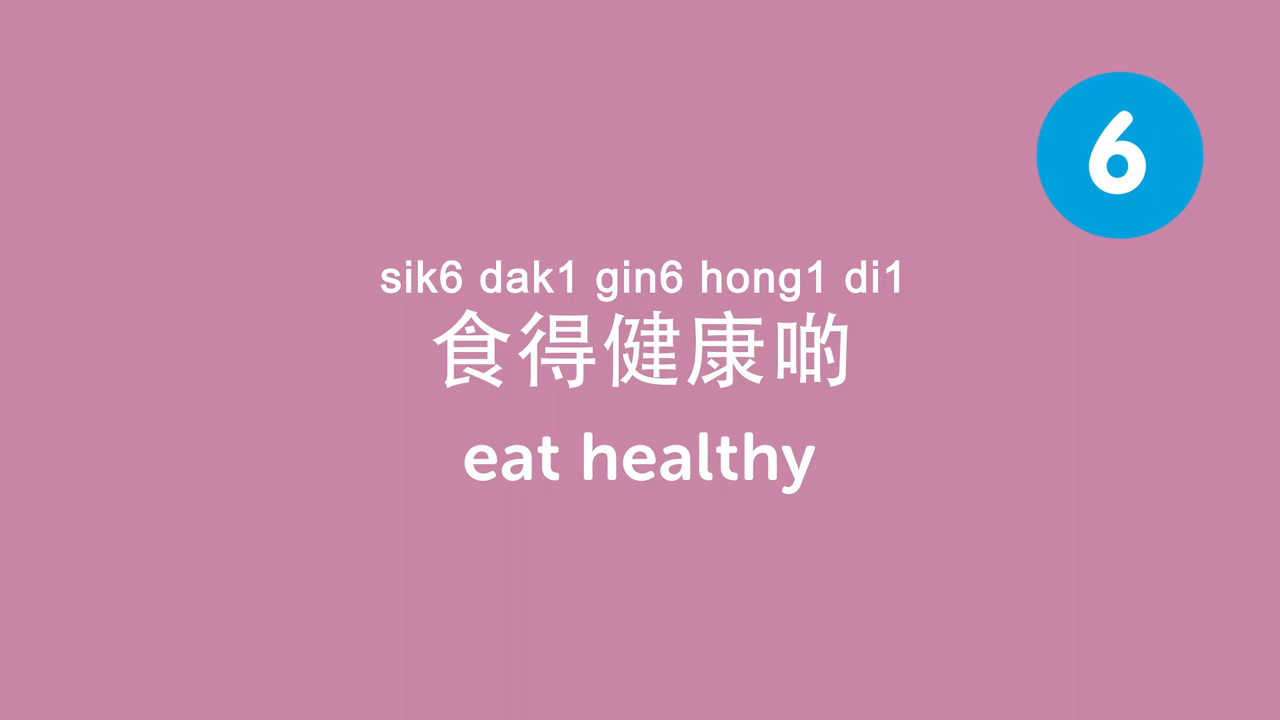 6
sik6 dak1 gin6 hong1 di1
食得健康啲
eat healthy